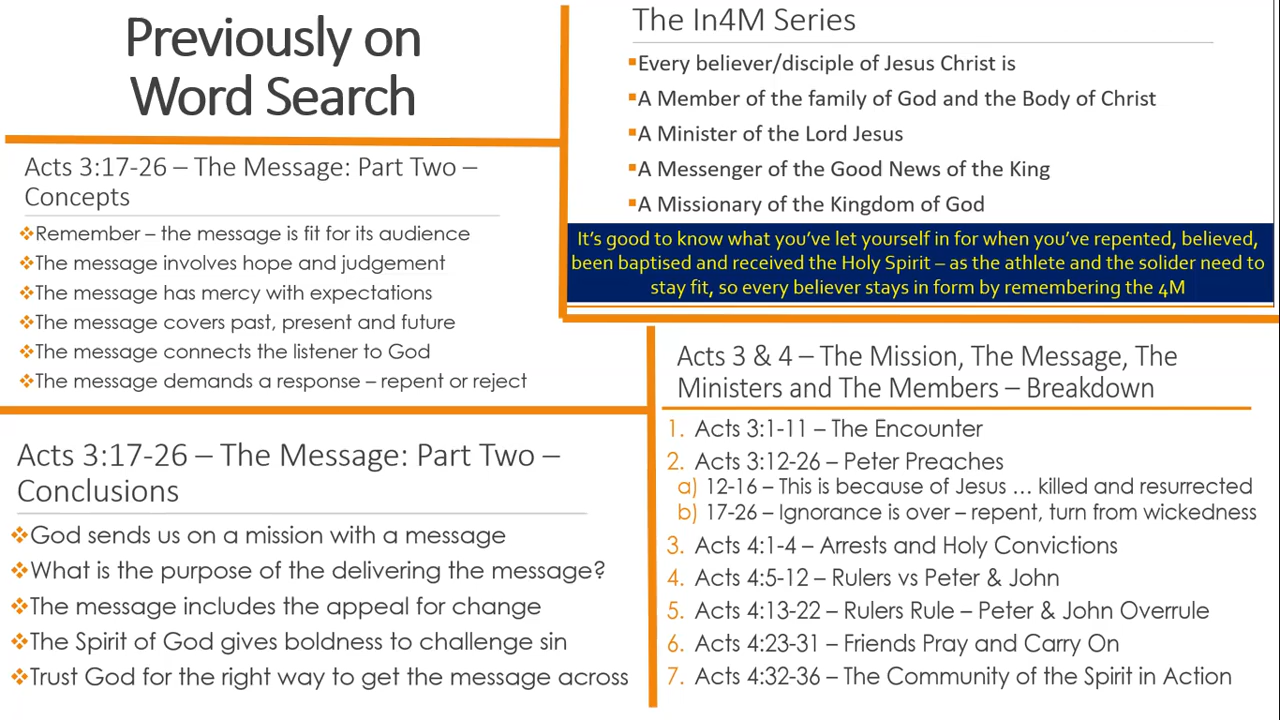 Previously on
Word Search
Acts 3:17-26 – The Message: Part Two –
Concepts
❖Remember – the message is fit for its audience
❖The message involves hope and judgement
❖The message has mercy with expectations
❖The message covers past, present and future
❖The message connects the listener to God
❖The message demands a response – repent or reject
Acts 3:17-26 – The Message: Part Two –
Conclusions
❖God sends us on a mission with a message
❖What is the purpose of the delivering the message?
❖The message includes the appeal for change
❖The Spirit of God gives boldness to challenge sin
❖Trust God for the right way to get the message across
The In4M Series
▪Every believer/disciple of Jesus Christ is
▪A Member of the family of God and the Body of Christ
▪A Minister of the Lord Jesus
▪A Messenger of the Good News of the King
▪A Missionary of the Kingdom of God
It's good to know what you've let yourself in for when you've repented, believed,
been baptised and received the Holy Spirit – as the athlete and the solider need to
stay fit, so every believer stays in form by remembering the 4M
Acts 3 & 4 – The Mission, The Message, The
Ministers and The Members – Breakdown
1. Acts 3:1-11 – The Encounter
2. Acts 3:12-26 – Peter Preaches
a) 12-16 – This is because of Jesus … killed and resurrected
b) 17-26 – Ignorance is over – repent, turn from wickedness
3. Acts 4:1-4 – Arrests and Holy Convictions
4. Acts 4:5-12 – Rulers vs Peter & John
5. Acts 4:13-22 – Rulers Rule – Peter & John Overrule
6. Acts 4:23-31 – Friends Pray and Carry On
7. Acts 4:32-36 – The Community of the Spirit in Action